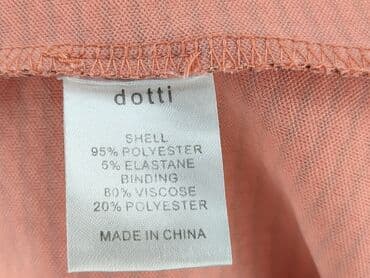 dotti
SHELL
95% POLYESTER
5% ELASTANE
BINDING
80% VISCOSE
20% POLYESTER
MADE IN CHINA